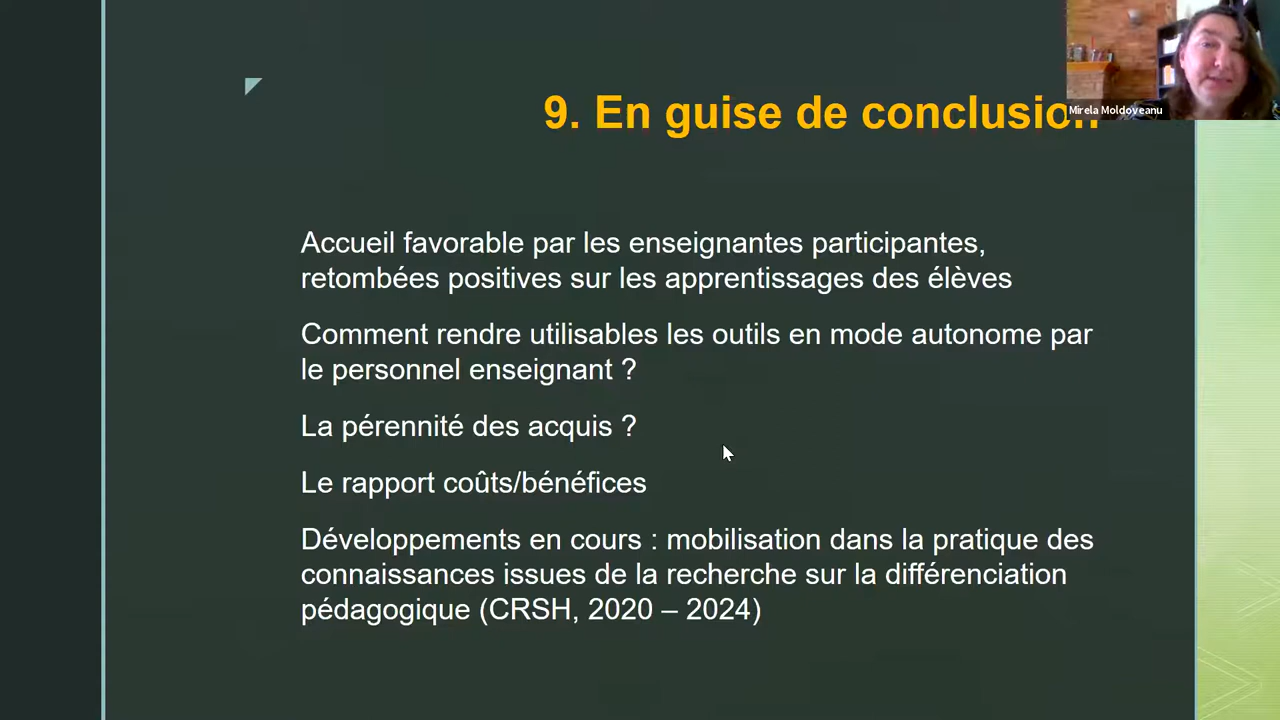 9. En guise de conclusion
Mirela Moldoveanu
Accueil favorable par les enseignantes participantes,
retombées positives sur les apprentissages des élèves
Comment rendre utilisables les outils en mode autonome par
le personnel enseignant ?
La pérennité des acquis ?
Le rapport coûts/bénéfices
Développements en cours : mobilisation dans la pratique des
connaissances issues de la recherche sur la différenciation
pédagogique (CRSH, 2020 – 2024)